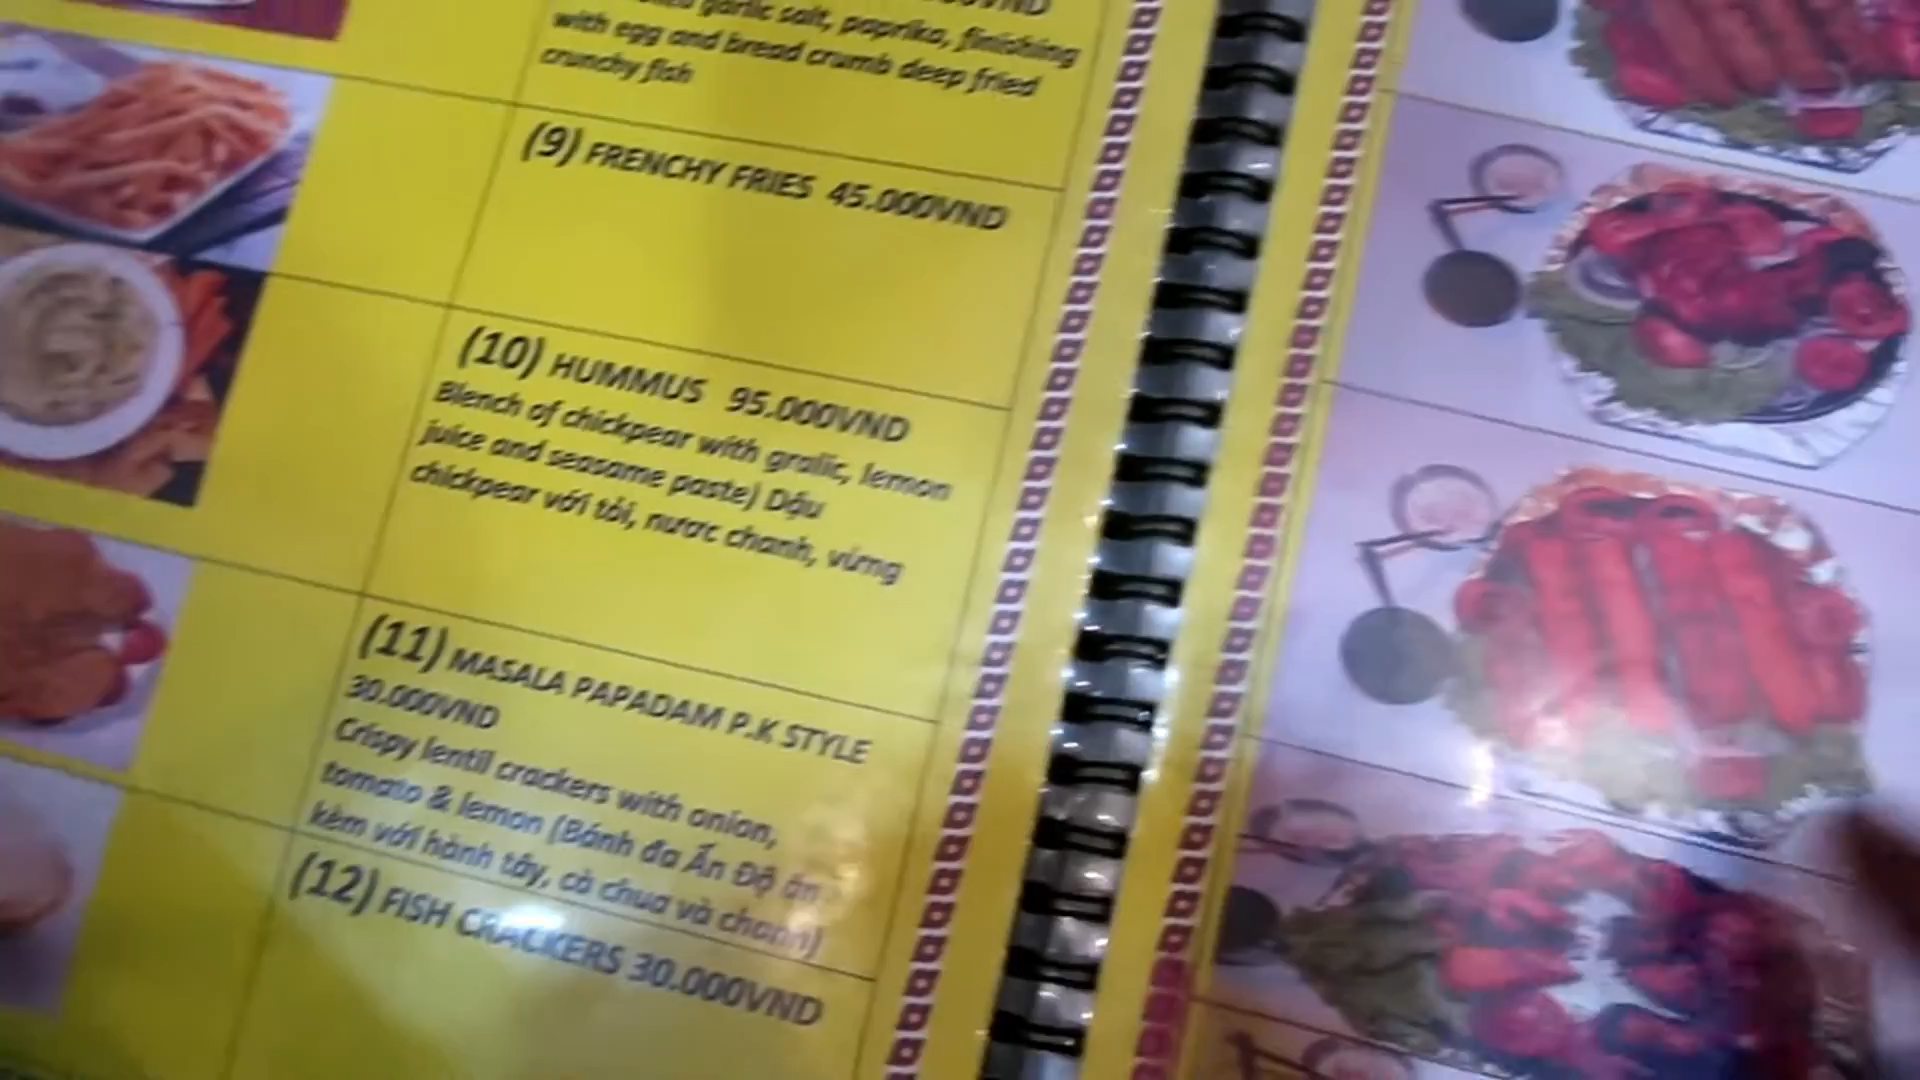 garlic salt, paprika, finishing
with egg and bread crumb deep fried
crunchy fish
(9) FRENCHY FRIES 45.000VND
(10) HUMMUS 95.000VND
Blench of chickpear with gralic, lemon
juice and seasame paste) Dậu
chickpear với tỏi, nươc chanh, vừng
(11) MASALA PAPADAM P.K STYLE
30.000VND
Crispy lentil crackers with onion,
tomato & lemon (Bánh đa Ấn Độ ăn
kèm với hành tây, cà chua và chanh)
(12) FISH CRACKERS 30.000VND